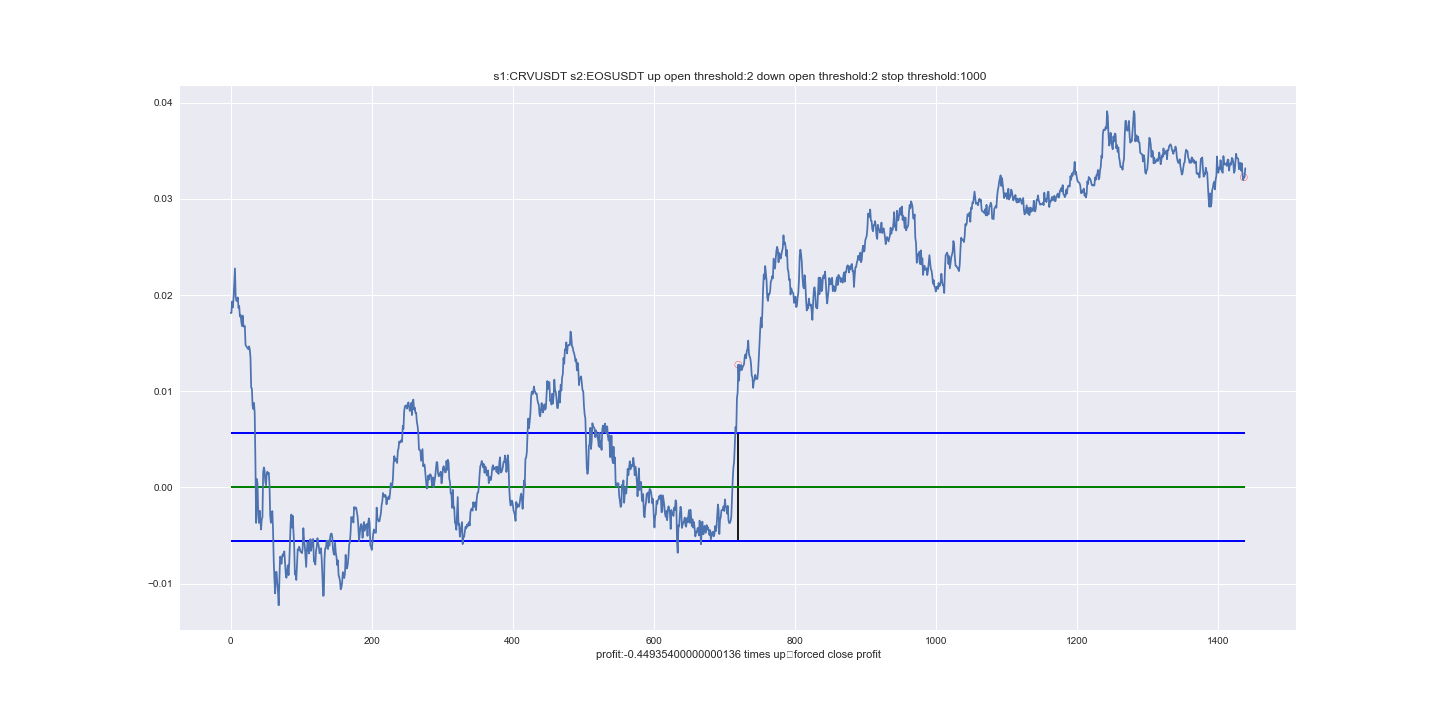 s1:CRVUSDT s2:EOSUSDT up open threshold:2 down open threshold:2 stop threshold:1000
0.04
0.03
0.02
0.01
0.00
−0.01
0 200 400 600 800 1000 1200 1400
profit:-0.44935400000000136 times up□forced close profit